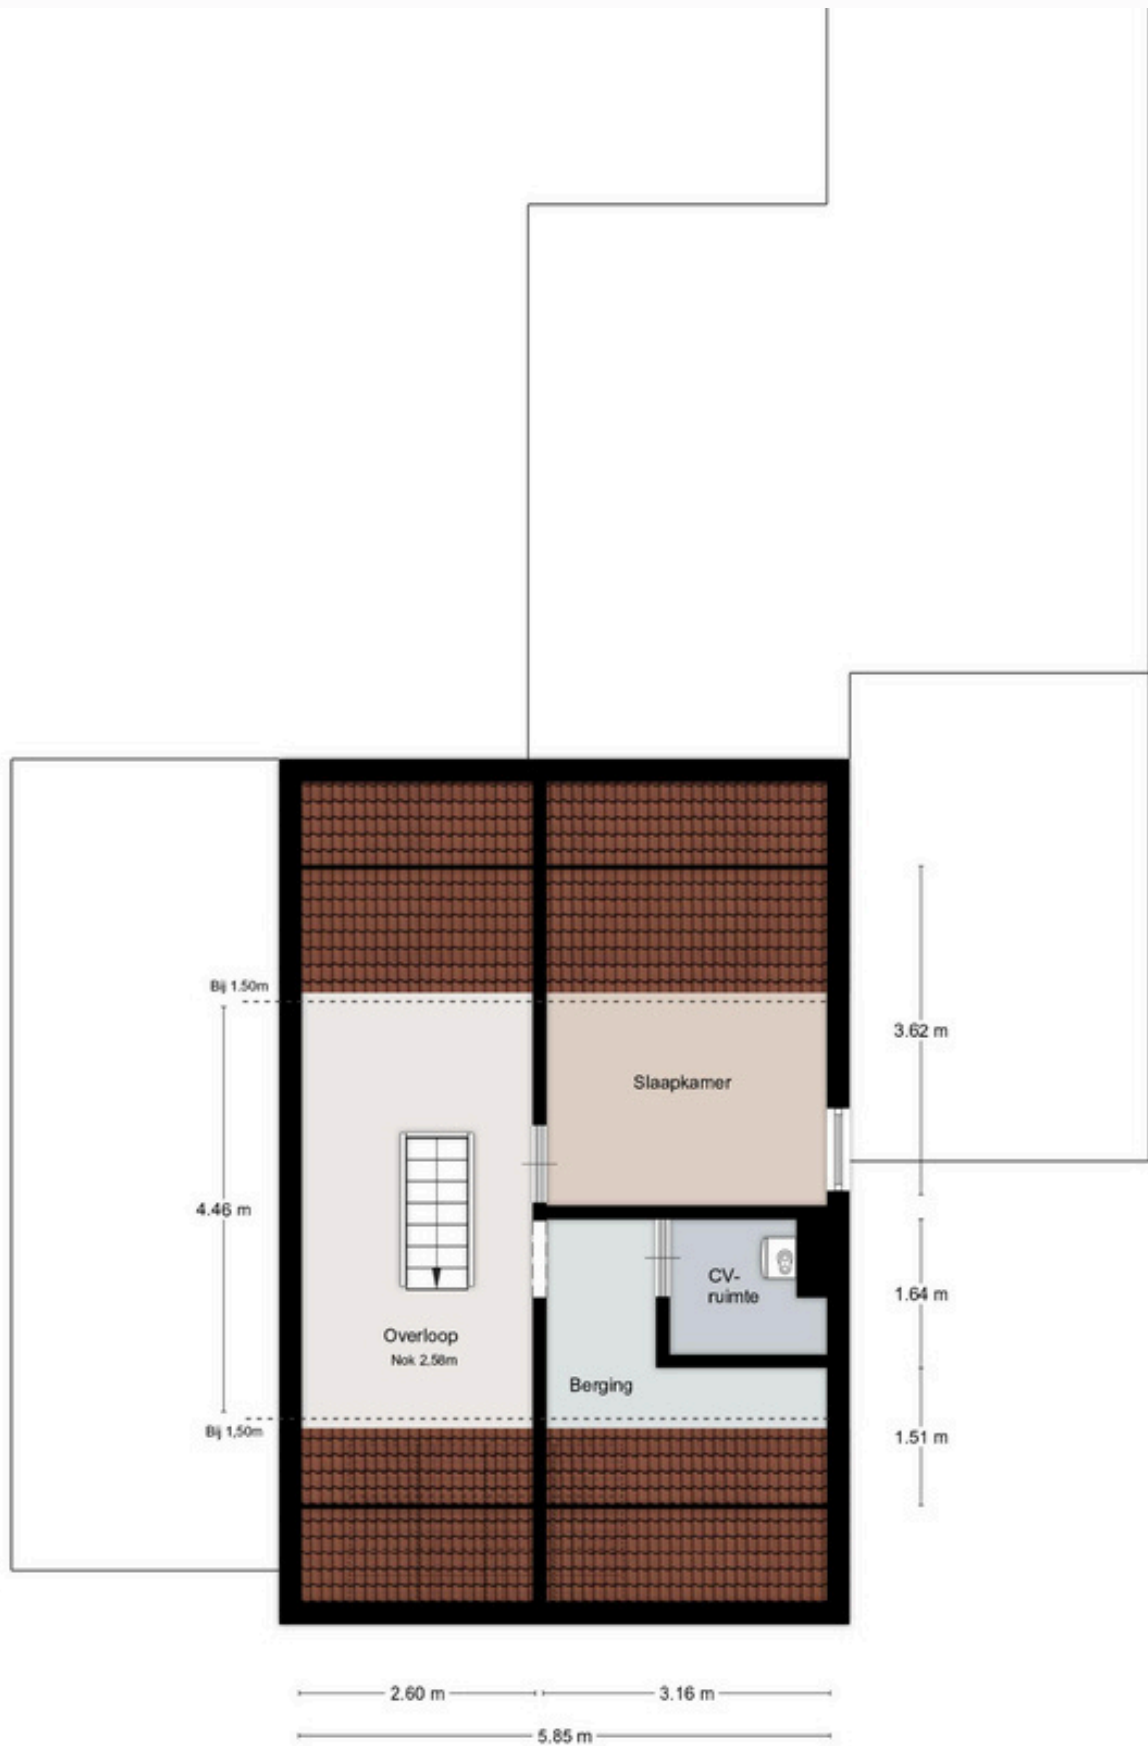 Bij 1.50m
3.62 m
Slaapkamer
4.46 m
CV-
ruimte
1.64 m
Overloop
Nok 2,58m
Berging
Bij 1,50m
1.51 m
2.60 m
3.16 m
5.85 m